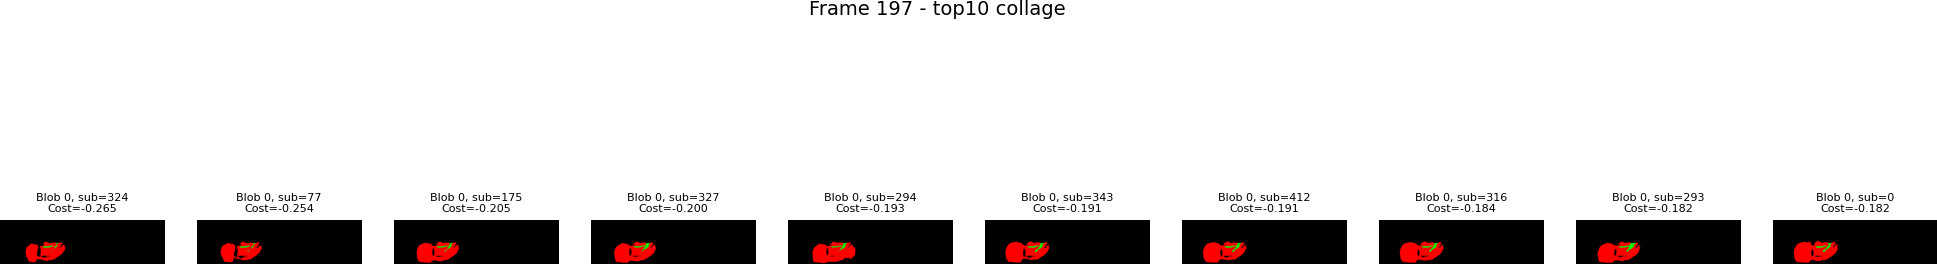 Frame 197 - top10 collage
Blob 0, sub=324
Cost=-0.265
Blob 0, sub=77
Cost=-0.254
Blob 0, sub=175
Cost=-0.205
Blob 0, sub=327
Cost=-0.200
Blob 0, sub=294
Cost=-0.193
Blob 0, sub=343
Cost=-0.191
Blob 0, sub=412
Cost=-0.191
Blob 0, sub=316
Cost=-0.184
Blob 0, sub=293
Cost=-0.182
Blob 0, sub=0
Cost=-0.182